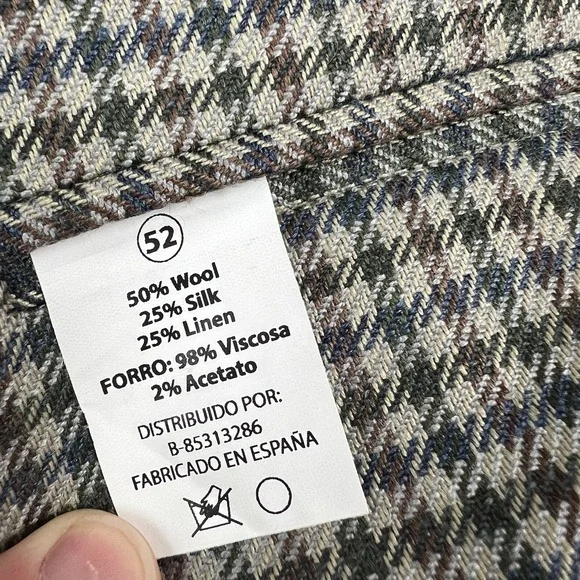 52
50% Wool
25% Silk
25% Linen
FORRO: 98% Viscosa
2% Acetato
DISTRIBUIDO POR:
B-85313286
FABRICADO EN ESPAÑA